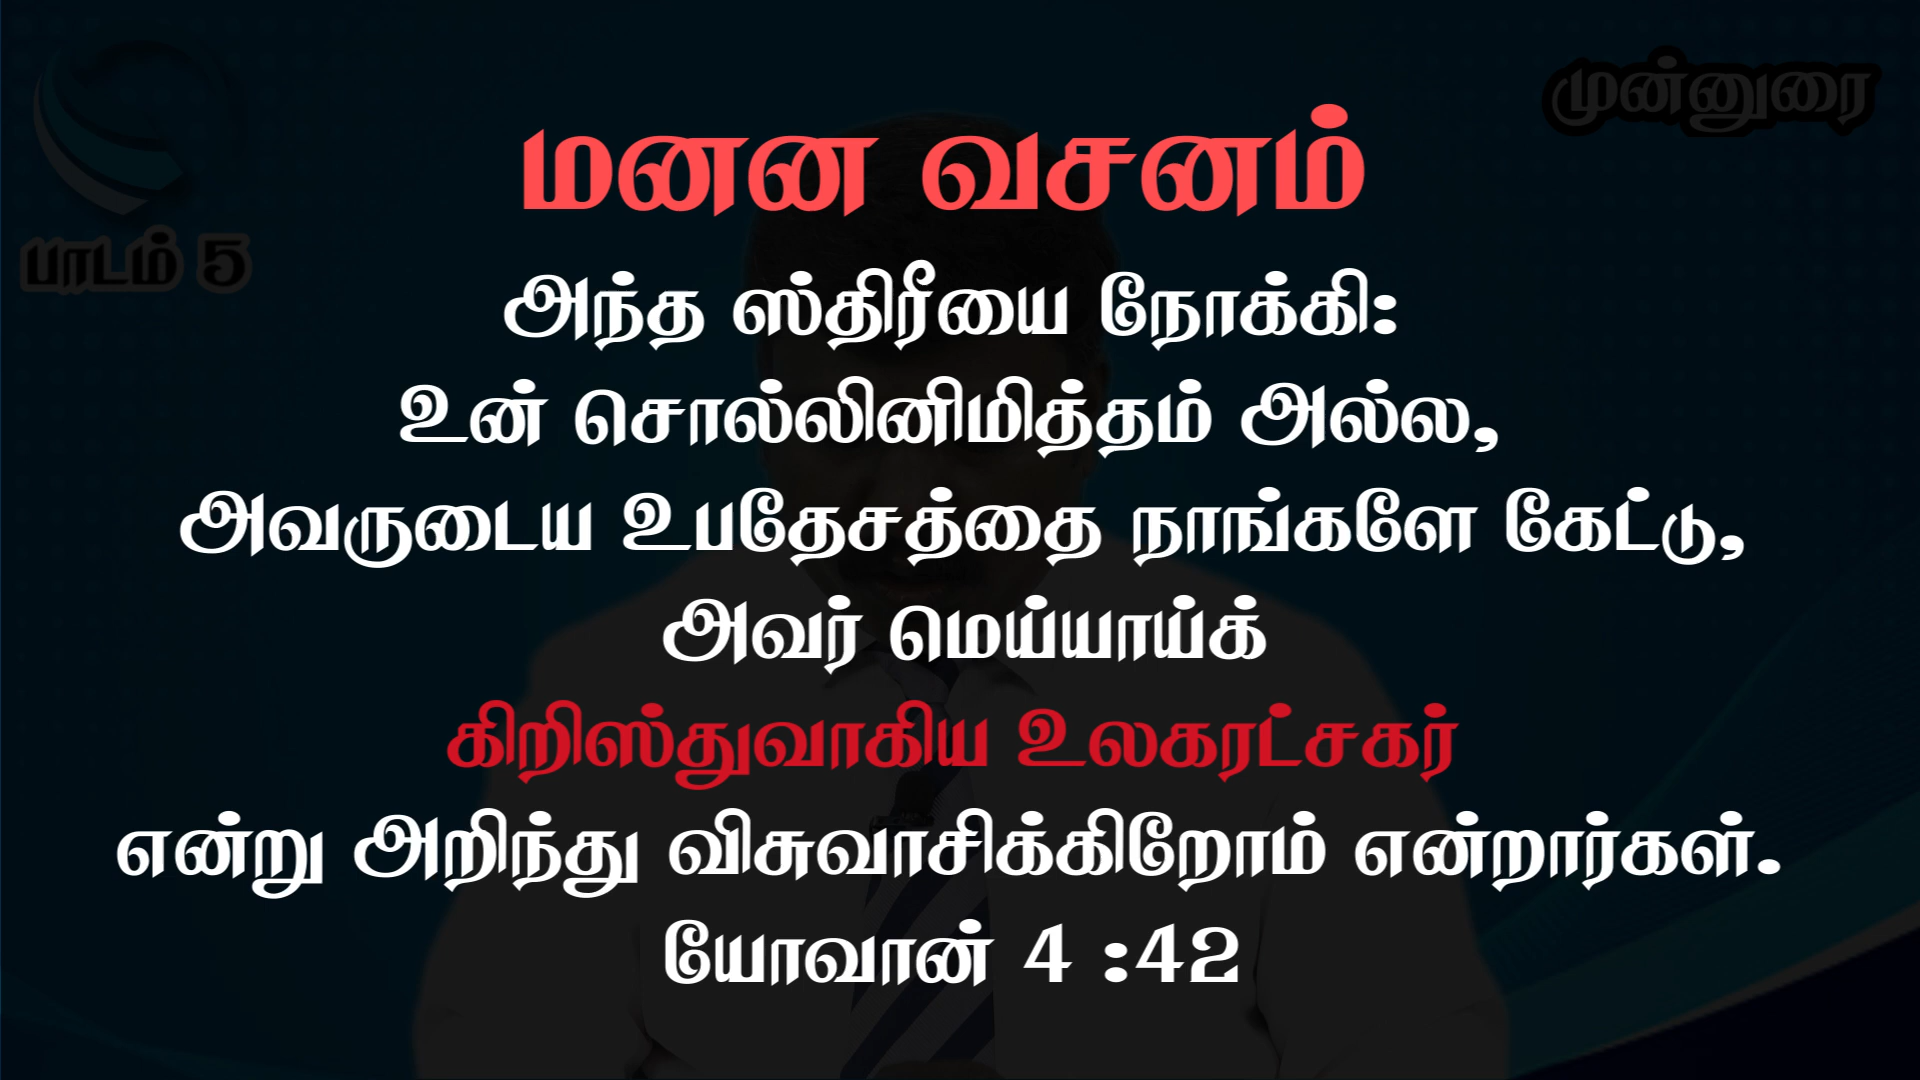 முன்னுரை
மனன வசனம்
பாடம் 5
அந்த ஸ்திரீயை நோக்கி:
உன் சொல்லினிமித்தம் அல்ல,
அவருடைய உபதேசத்தை நாங்களே கேட்டு,
அவர் மெய்யாய்க்
கிறிஸ்துவாகிய உலகரட்சகர்
என்று அறிந்து விசுவாசிக்கிறோம் என்றார்கள்.
யோவான் 4 :42